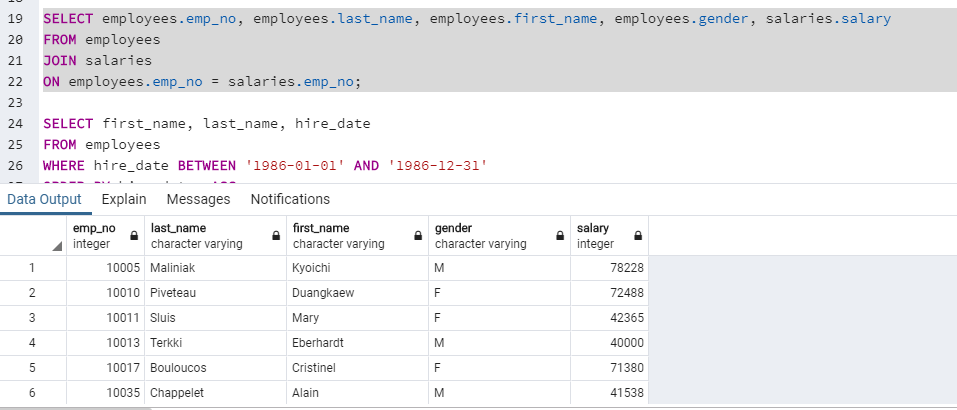 19 SELECT employees.emp_no, employees.last_name, employees.first_name, employees.gender, salaries.salary
20 FROM employees
21 JOIN salaries
22 ON employees.emp_no = salaries.emp_no;
23
24 SELECT first_name, last_name, hire_date
25 FROM employees
26 WHERE hire_date BETWEEN '1986-01-01' AND '1986-12-31'
Data Output Explain Messages Notifications
emp_no last_name first_name gender salary
integer character varying character varying character varying integer
1 10005 Maliniak Kyoichi M 78228
2 10010 Piveteau Duangkaew F 72488
3 10011 Sluis Mary F 42365
4 10013 Terkki Eberhardt M 40000
5 10017 Bouloucos Cristinel F 71380
6 10035 Chappelet Alain M 41538